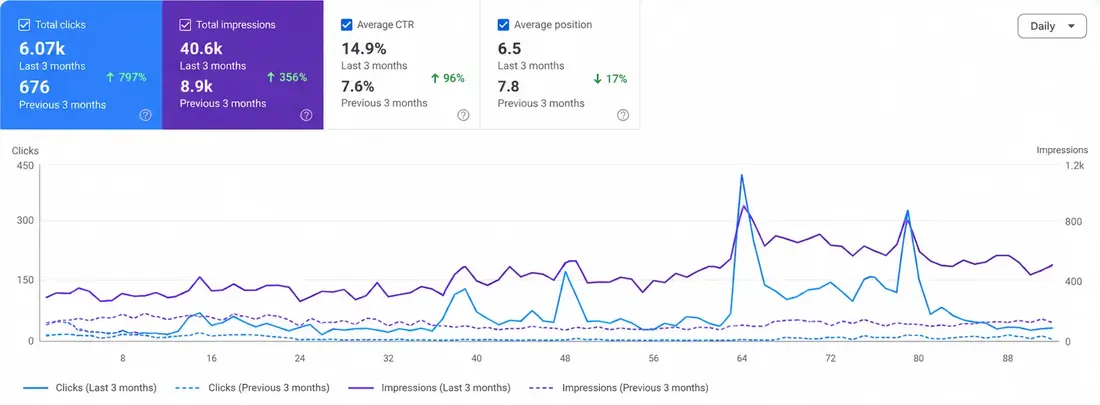 Total clicks
6.07k
Last 3 months
↑ 797%
676
Previous 3 months
Total impressions
40.6k
Last 3 months
↑ 356%
8.9k
Previous 3 months
Average CTR
14.9%
Last 3 months
↑ 96%
7.6%
Previous 3 months
Average position
6.5
Last 3 months
↓ 17%
7.8
Previous 3 months
Daily
Clicks
Impressions
450
1.2k
300
800
150
400
0
0
8 16 24 32 40 48 56 64 72 80 88
Clicks (Last 3 months) Clicks (Previous 3 months) Impressions (Last 3 months) Impressions (Previous 3 months)